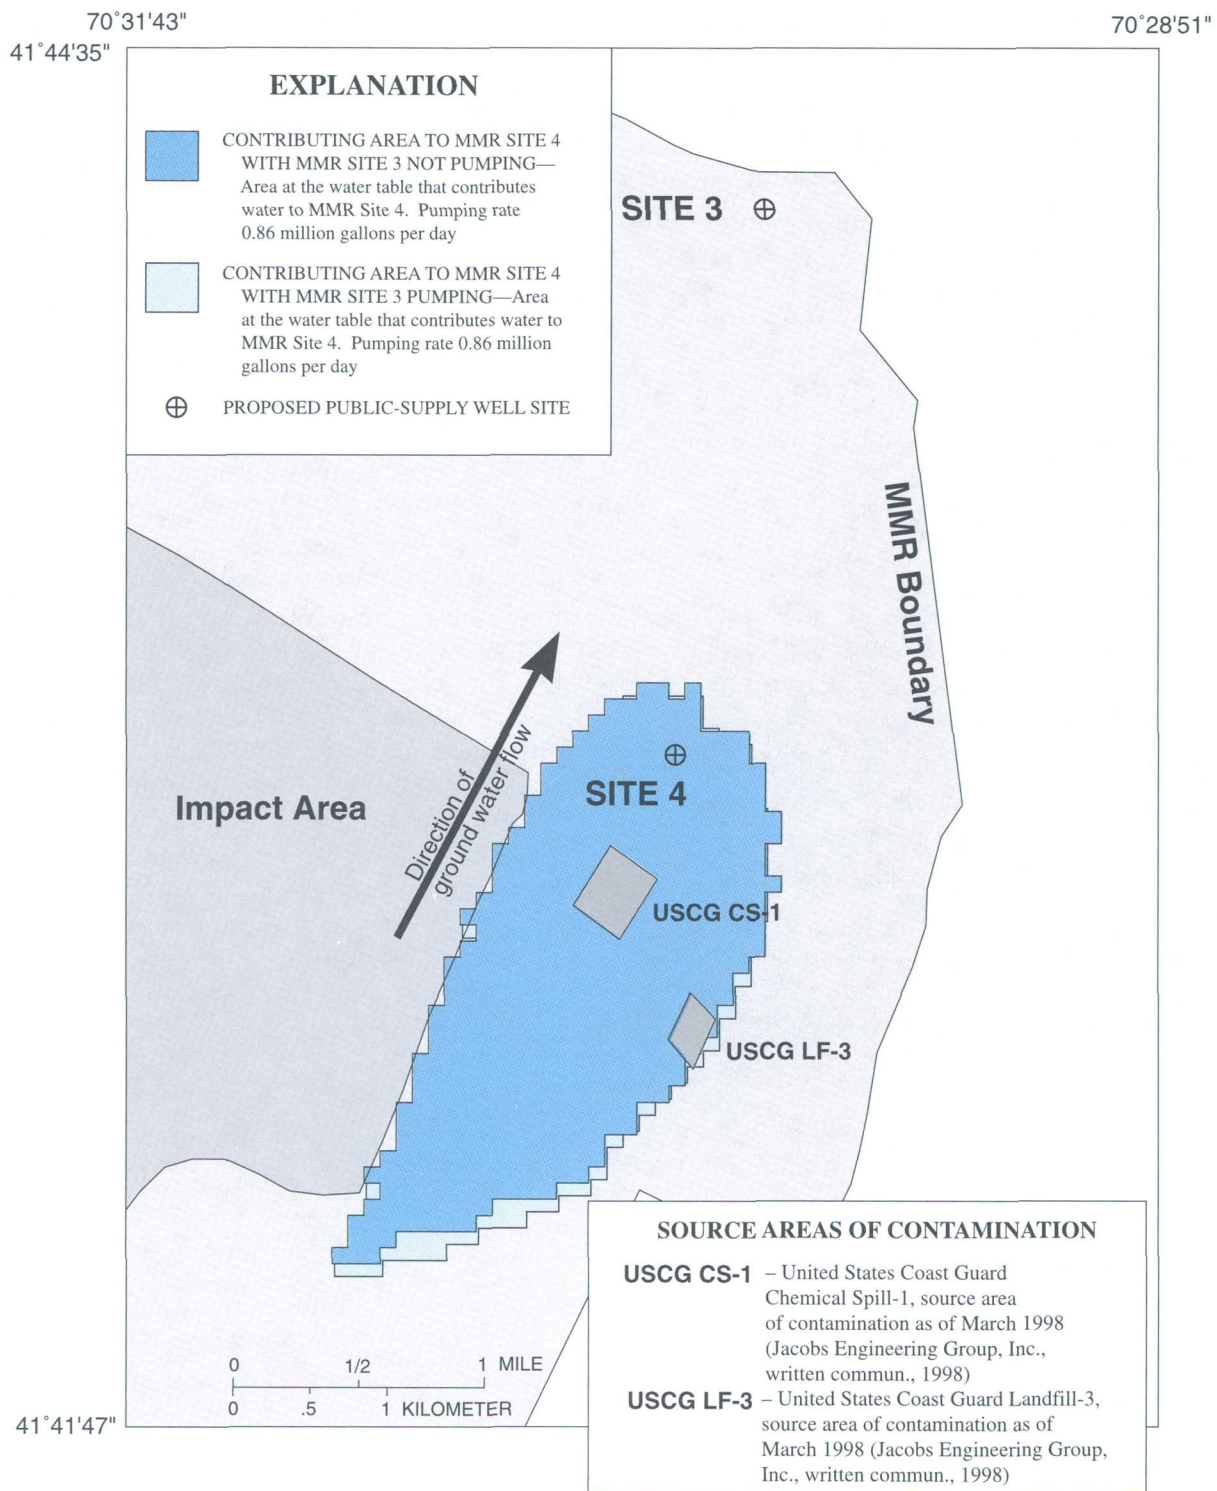 70°31'43"
70°28'51"
41°44'35"
EXPLANATION
CONTRIBUTING AREA TO MMR SITE 4
WITH MMR SITE 3 NOT PUMPING—
Area at the water table that contributes
water to MMR Site 4. Pumping rate
0.86 million gallons per day
CONTRIBUTING AREA TO MMR SITE 4
WITH MMR SITE 3 PUMPING—Area
at the water table that contributes water to
MMR Site 4. Pumping rate 0.86 million
gallons per day
PROPOSED PUBLIC-SUPPLY WELL SITE
SITE 3
MMR Boundary
Direction of
ground water flow
Impact Area
SITE 4
USCG CS-1
USCG LF-3
SOURCE AREAS OF CONTAMINATION
USCG CS-1 – United States Coast Guard
Chemical Spill-1, source area
of contamination as of March 1998
(Jacobs Engineering Group, Inc.,
written commun., 1998)
USCG LF-3 – United States Coast Guard Landfill-3,
source area of contamination as of
March 1998 (Jacobs Engineering Group,
Inc., written commun., 1998)
0 1/2 1 MILE
0 .5 1 KILOMETER
41°41'47"